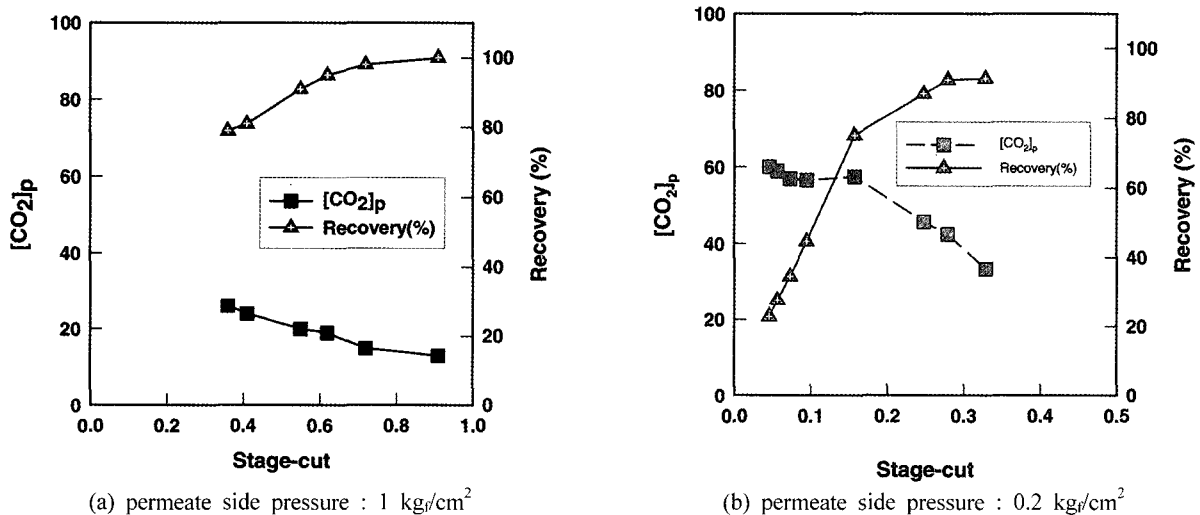 100
80
60
40
20
0
[CO2]p
100
80
60
40
20
0
Recovery (%)
[CO2]p
Recovery(%)
0.0 0.2 0.4 0.6 0.8 1.0
Stage-cut
(a) permeate side pressure : 1 kgf/cm²
100
80
60
40
20
0
[CO2]p
100
80
60
40
20
0
Recovery (%)
[CO2]p
Recovery(%)
0.0 0.1 0.2 0.3 0.4 0.5
Stage-cut
(b) permeate side pressure : 0.2 kgf/cm²